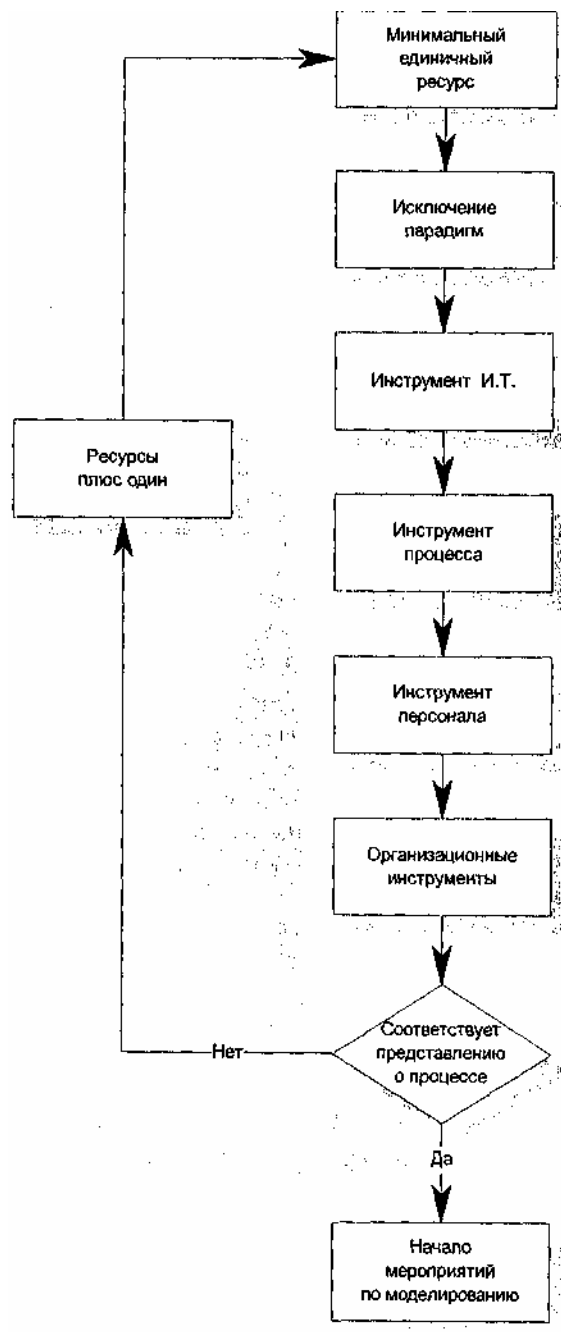 Минимальный
единичный
ресурс
Исключение
парадигм
Инструмент И.Т.
Ресурсы
плюс один
Инструмент
процесса
Инструмент
персонала
Организационные
инструменты
Соответствует
представлению
о процессе
Нет
Да
Начало
мероприятий
по моделированию